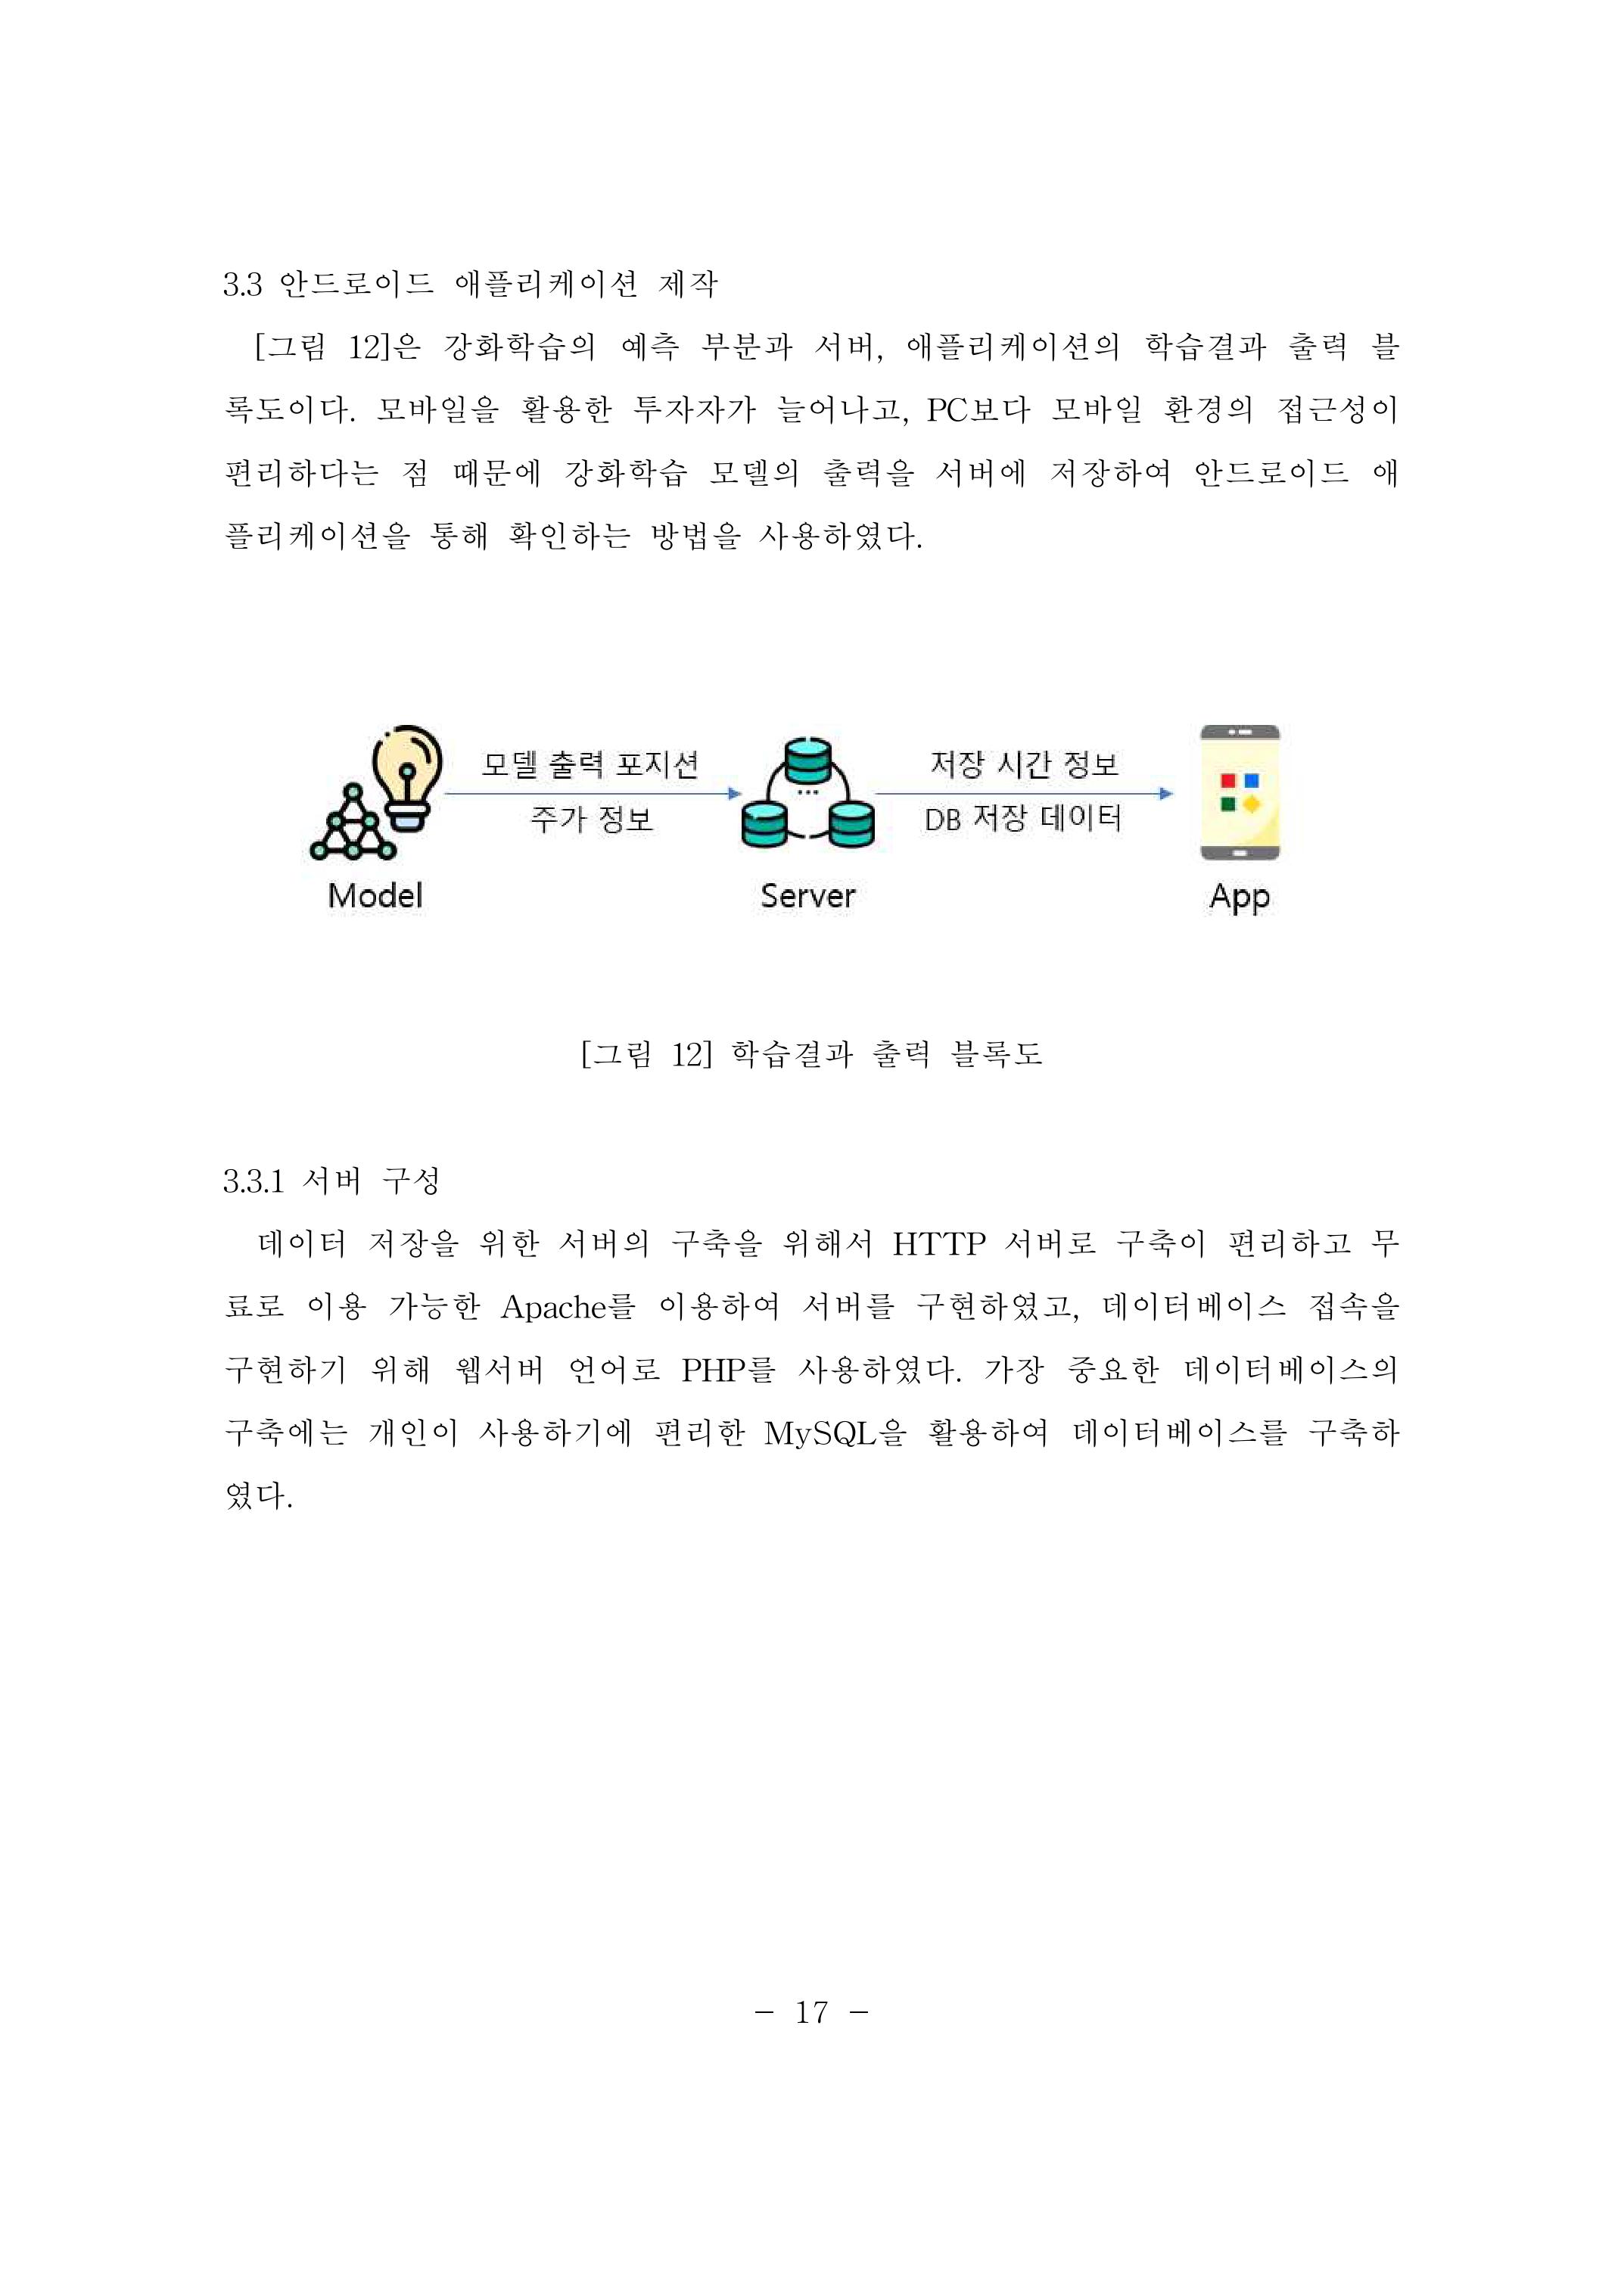 3.3 안드로이드 애플리케이션 제작
[그림 12]은 강화학습의 예측 부분과 서버, 애플리케이션의 학습결과 출력 블
록도이다. 모바일을 활용한 투자자가 늘어나고, PC보다 모바일 환경의 접근성이
편리하다는 점 때문에 강화학습 모델의 출력을 서버에 저장하여 안드로이드 애
플리케이션을 통해 확인하는 방법을 사용하였다.
모델 출력 포지션
주가 정보
저장 시간 정보
DB 저장 데이터
Model
Server
App
[그림 12] 학습결과 출력 블록도
3.3.1 서버 구성
데이터 저장을 위한 서버의 구축을 위해서 HTTP 서버로 구축이 편리하고 무
료로 이용 가능한 Apache를 이용하여 서버를 구현하였고, 데이터베이스 접속을
구현하기 위해 웹서버 언어로 PHP를 사용하였다. 가장 중요한 데이터베이스의
구축에는 개인이 사용하기에 편리한 MySQL을 활용하여 데이터베이스를 구축하
였다.
- 17 -